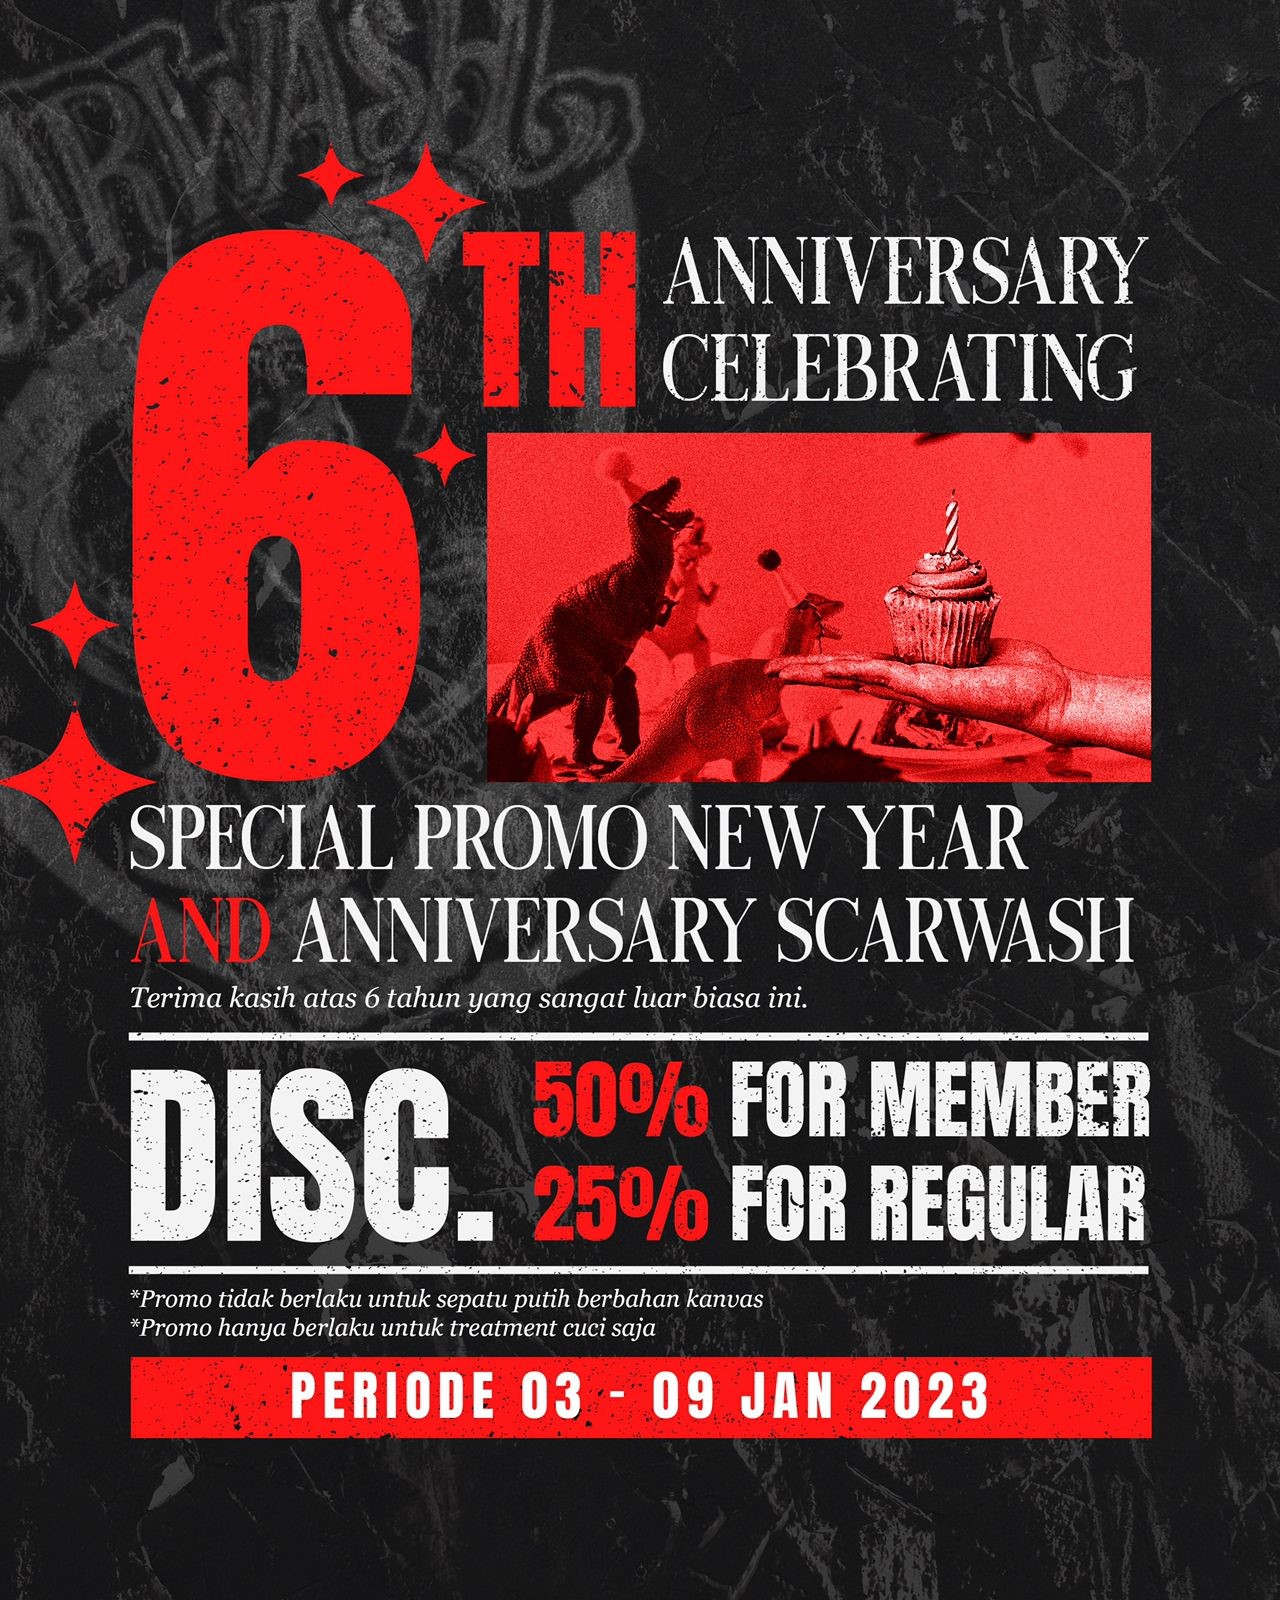 ARWASH
6TH
ANNIVERSARY
CELEBRATING
SPECIAL PROMO NEW YEAR
AND ANNIVERSARY SCARWASH
Terima kasih atas 6 tahun yang sangat luar biasa ini.
DISC.
50% FOR MEMBER
25% FOR REGULAR
*Promo tidak berlaku untuk sepatu putih berbahan kanvas
*Promo hanya berlaku untuk treatment cuci saja
PERIODE 03 - 09 JAN 2023